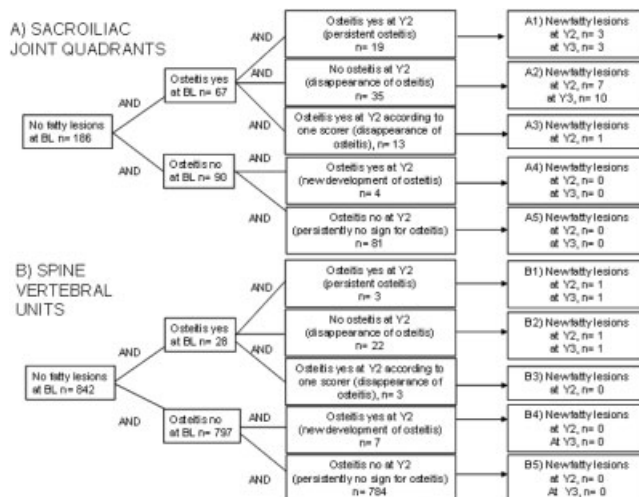 A) SACROILIAC
JOINT QUADRANTS
No fatty lesions
at BL n= 186
AND
AND
Osteitis yes
at BL n= 67
Osteitis no
at BL n= 90
AND
AND
AND
AND
AND
Osteitis yes at Y2
(persistent osteitis)
n= 19
No osteitis at Y2
(disappearance of osteitis)
n= 35
Osteitis yes at Y2 according to
one scorer (disappearance of
osteitis), n= 13
Osteitis yes at Y2
(new development of osteitis)
n= 4
Osteitis no at Y2
(persistently no sign for osteitis)
n= 81
A1) New fatty lesions
at Y2, n= 3
at Y3, n= 3
A2) New fatty lesions
at Y2, n= 7
at Y3, n= 10
A3) New fatty lesions
at Y2, n= 1
A4) New fatty lesions
at Y2, n= 0
at Y3, n= 0
A5) New fatty lesions
at Y2, n= 0
at Y3, n= 0
B) SPINE
VERTEBRAL
UNITS
No fatty lesions
at BL n= 842
AND
AND
Osteitis yes
at BL n= 28
Osteitis no
at BL n= 797
AND
AND
AND
AND
AND
Osteitis yes at Y2
(persistent osteitis)
n= 3
No osteitis at Y2
(disappearance of osteitis)
n= 22
Osteitis yes at Y2 according to
one scorer (disappearance of
osteitis), n= 3
Osteitis yes at Y2
(new development of osteitis)
n= 7
Osteitis no at Y2
(persistently no sign for osteitis)
n= 784
B1) New fatty lesions
at Y2, n= 1
at Y3, n= 1
B2) New fatty lesions
at Y2, n= 1
at Y3, n= 1
B3) New fatty lesions
at Y2, n= 0
B4) New fatty lesions
at Y2, n= 0
At Y3, n= 0
B5) New fatty lesions
at Y2, n= 0
At Y3, n= 0